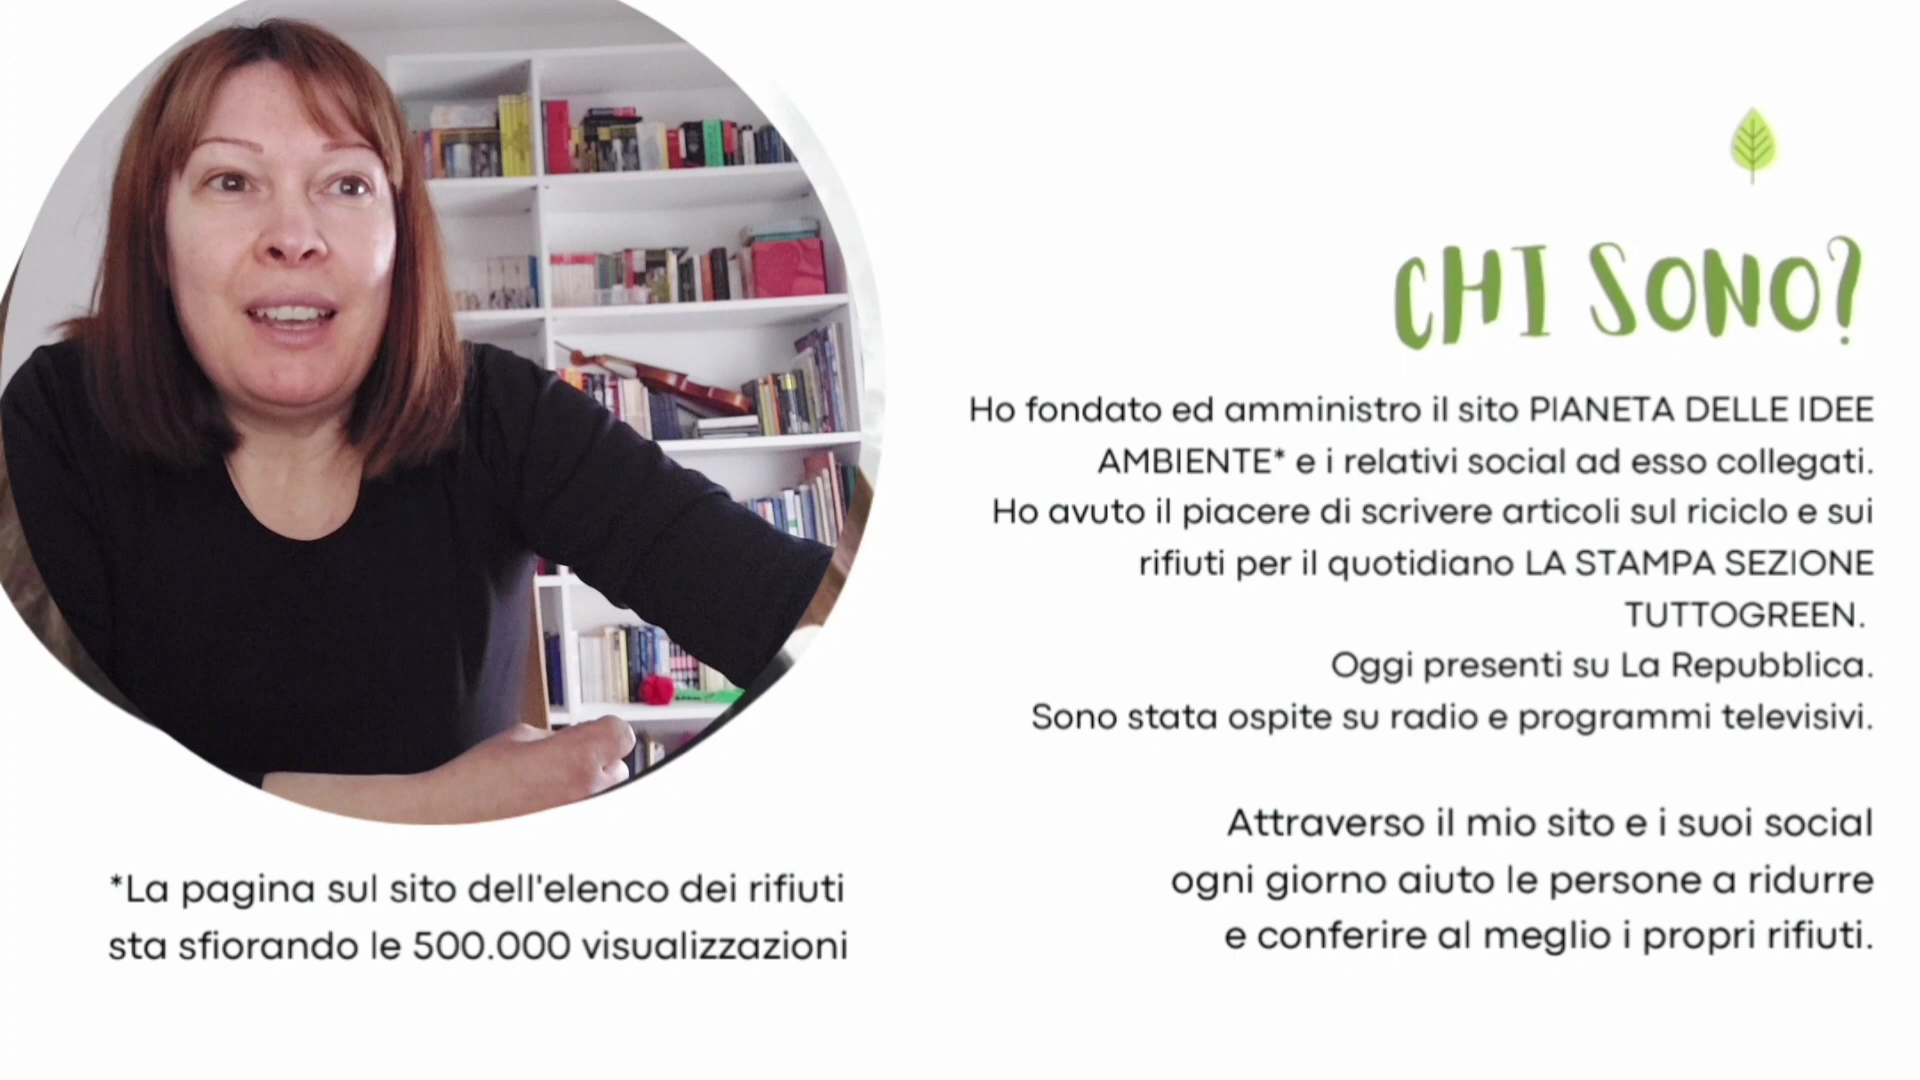 CHI SONO?
Ho fondato ed amministro il sito PIANETA DELLE IDEE
AMBIENTE* e i relativi social ad esso collegati.
Ho avuto il piacere di scrivere articoli sul riciclo e sui
rifiuti per il quotidiano LA STAMPA SEZIONE
TUTTOGREEN.
Oggi presenti su La Repubblica.
Sono stata ospite su radio e programmi televisivi.
Attraverso il mio sito e i suoi social
ogni giorno aiuto le persone a ridurre
e conferire al meglio i propri rifiuti.
*La pagina sul sito dell'elenco dei rifiuti
sta sfiorando le 500.000 visualizzazioni